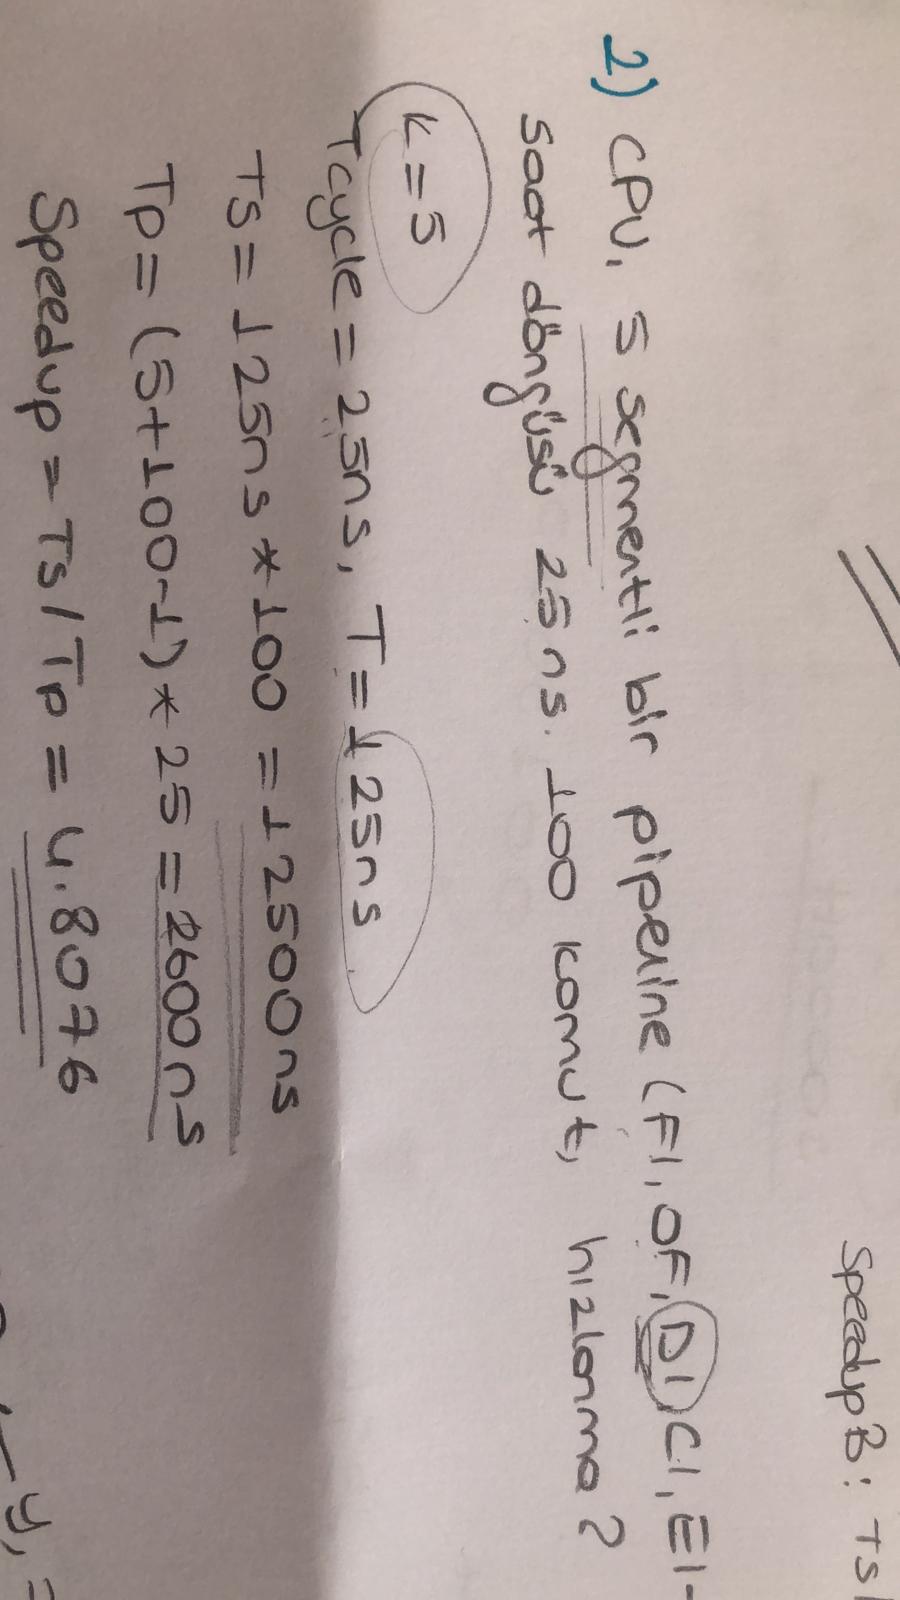 SpeedupB: TS/
2) CPU, 5 segmentli bir pipeline (FI, OF, DI, CI, EI-
saat döngüsü 25ns. 100 komut, hızlanma?
k=5
Tcycle = 25ns, T = 125ns
TS = 125ns * 100 = 12500ns
Tp = (5+100-1) * 25 = 2600ns
Speedup = TS / Tp = 4.8076
y, =